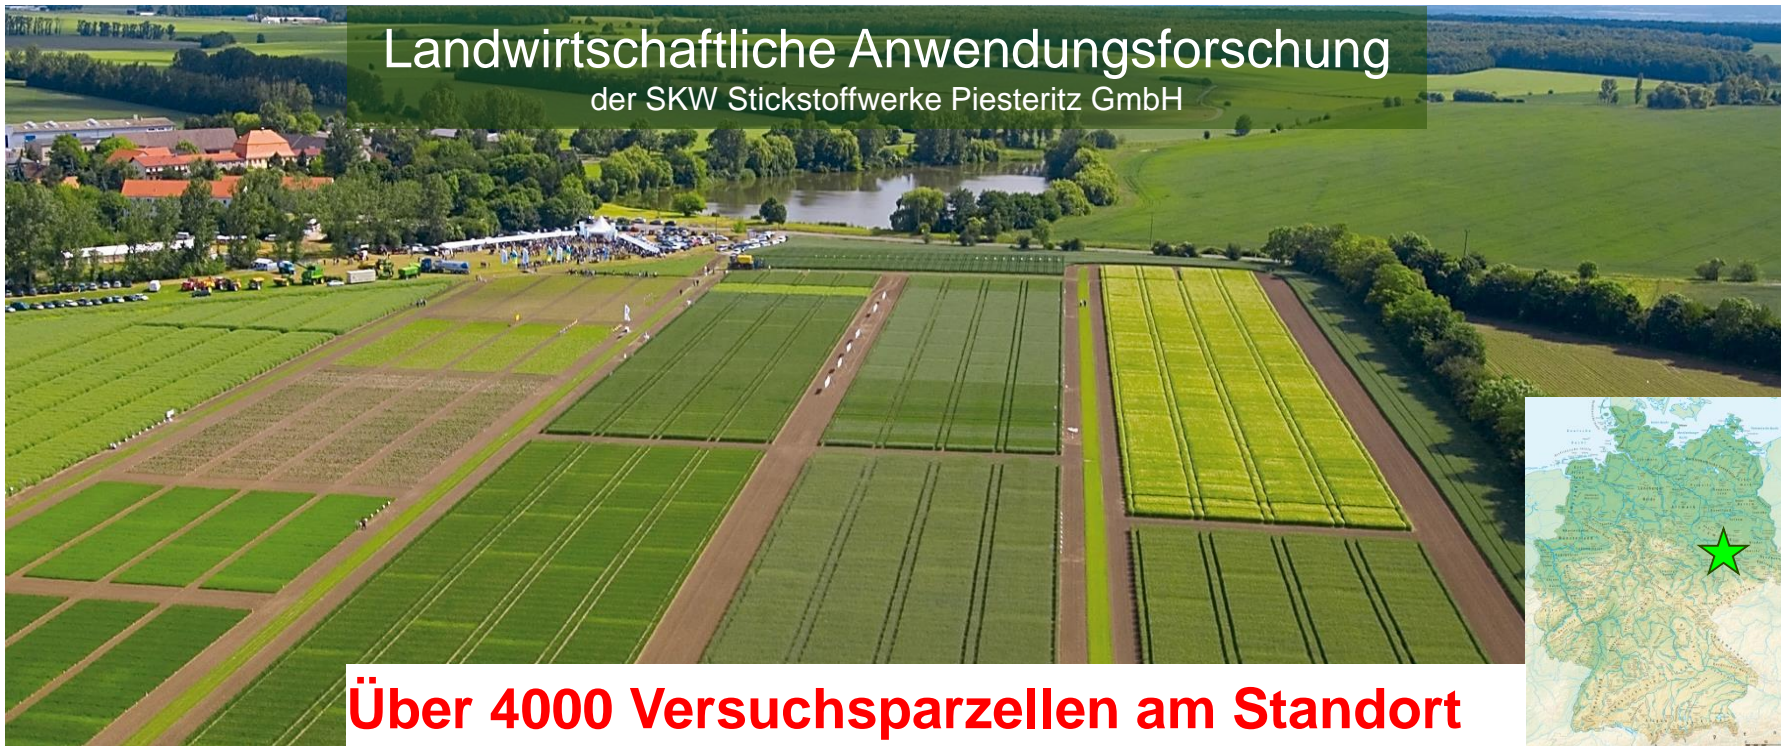 Landwirtschaftliche Anwendungsforschung
der SKW Stickstoffwerke Piesteritz GmbH
Über 4000 Versuchsparzellen am Standort